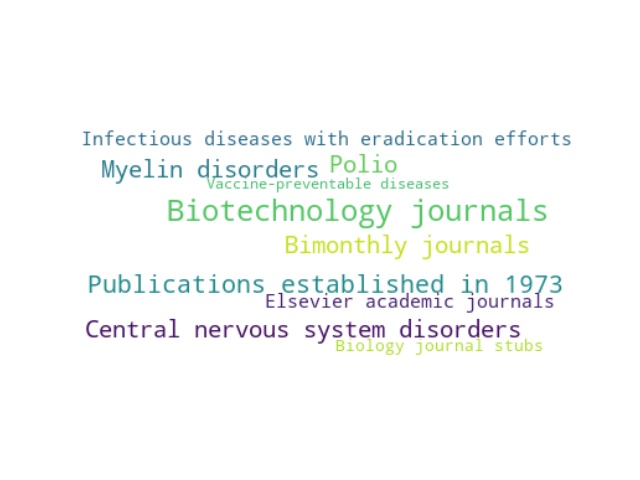 Infectious diseases with eradication efforts
Myelin disorders
Polio
Vaccine-preventable diseases
Biotechnology journals
Bimonthly journals
Publications established in 1973
Elsevier academic journals
Central nervous system disorders
Biology journal stubs